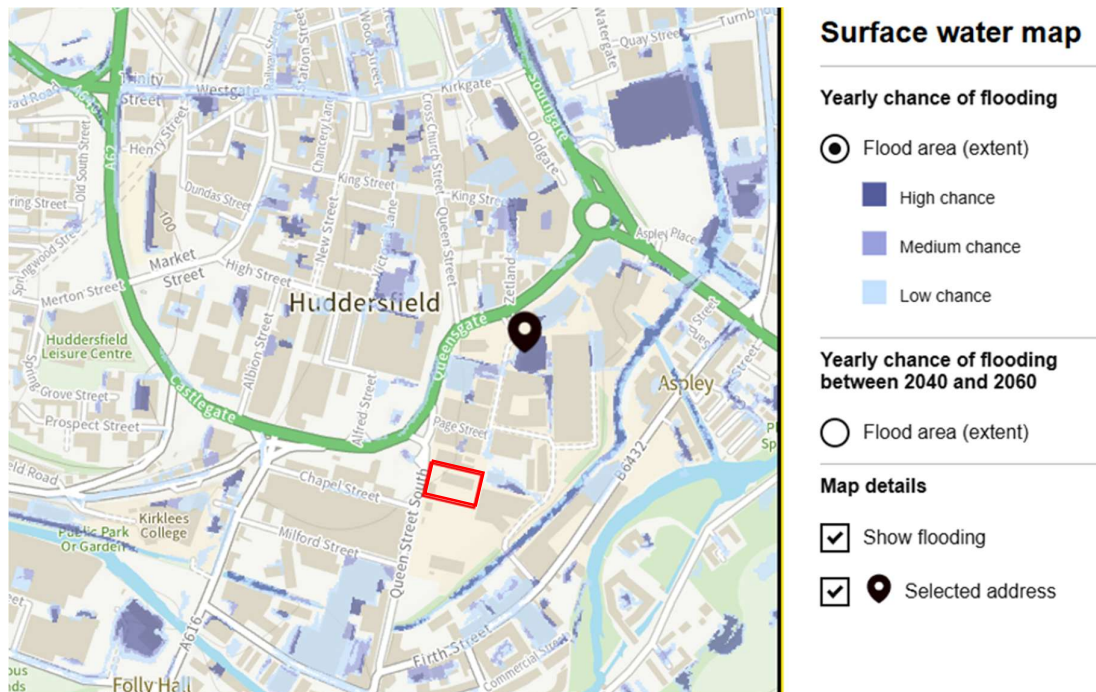 Surface water map
Yearly chance of flooding
Flood area (extent)
High chance
Medium chance
Low chance
Yearly chance of flooding
between 2040 and 2060
Flood area (extent)
Map details
Show flooding
Selected address
Trinity
Street
Westgate
Railway Street
Station Street
Wood Street
Kirkgate
Watergate
Quay Street
Southgate
Oldgate
A62
Old South Street
Henry Street
Dundas Street
Chancery Lane
Cross Church Street
King Street
King Str
Queen Street
New Street
100
Market
Street
High Street
Merton Street
Springwood Str
Huddersfield
Zetland S
Aspley Place
Huddersfield
Leisure Centre
Spring Grove Street
Prospect Street
Castlegate
Albion Street
Alfred Street
Queensgate
Page Street
Aspley
B6432
Chapel Street
Queen Street South
Milford Street
Kirklees
College
Public Park
Or Garden
A616
Firth Street
Commercial Stre
Folly Hall